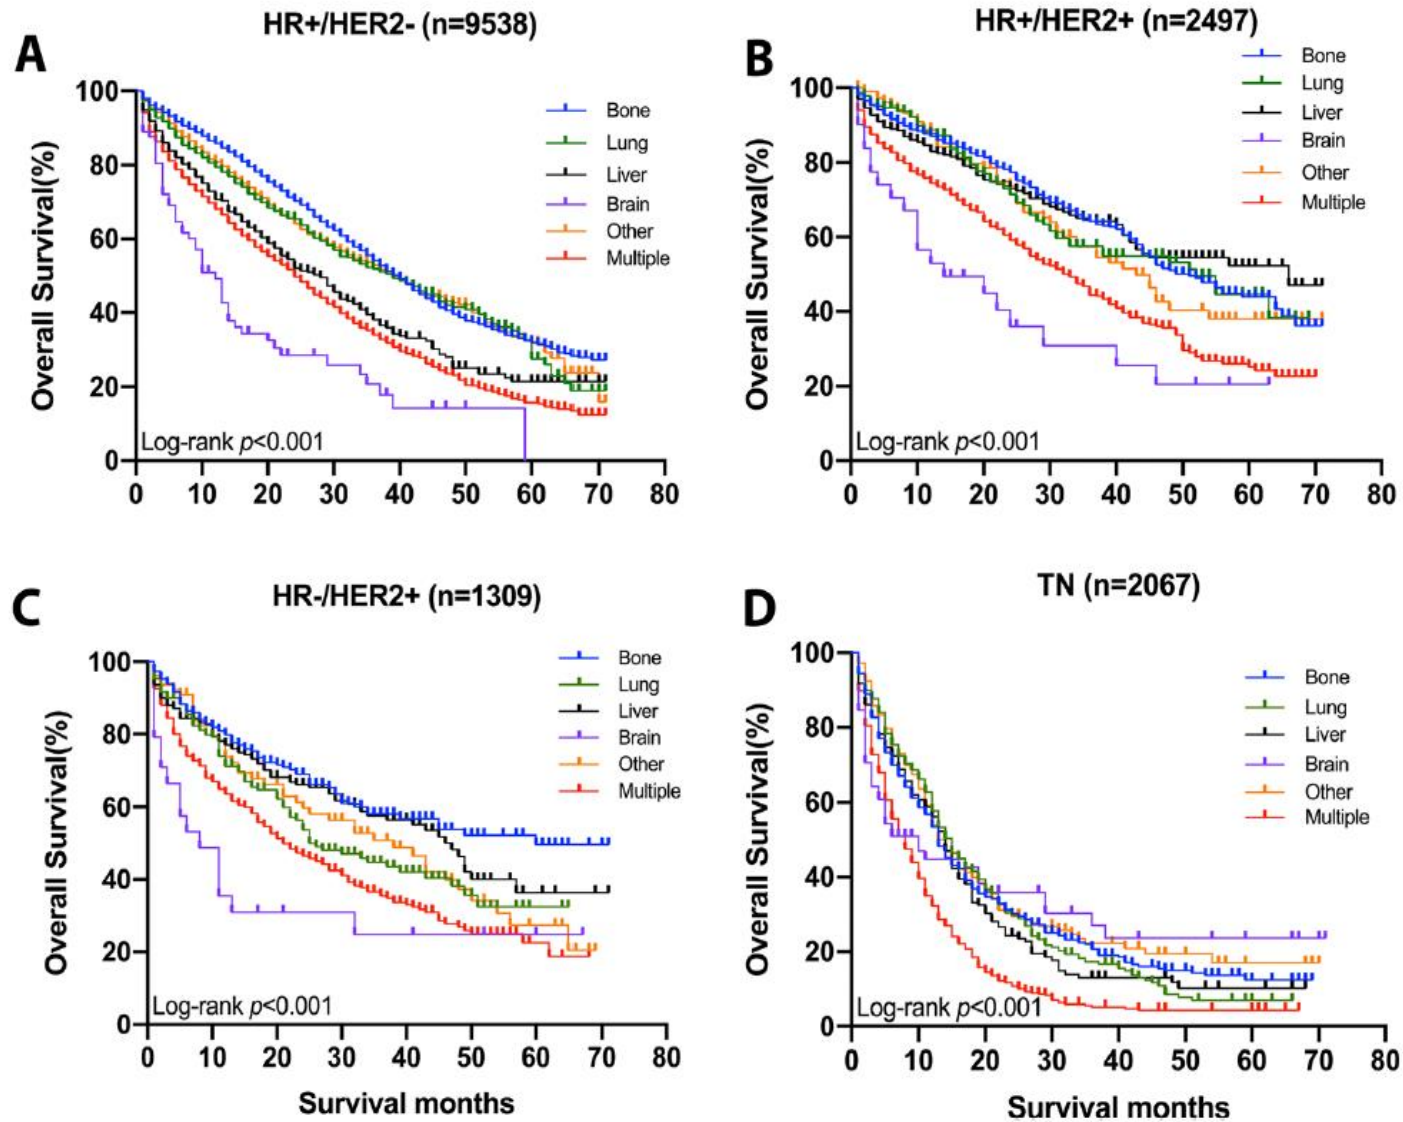 A
HR+/HER2- (n=9538)
Overall Survival(%)
100
80
60
40
20
0
Bone
Lung
Liver
Brain
Other
Multiple
Log-rank p<0.001
0 10 20 30 40 50 60 70 80
B
HR+/HER2+ (n=2497)
Overall Survival(%)
100
80
60
40
20
0
Bone
Lung
Liver
Brain
Other
Multiple
Log-rank p<0.001
0 10 20 30 40 50 60 70 80
C
HR-/HER2+ (n=1309)
Overall Survival(%)
100
80
60
40
20
0
Bone
Lung
Liver
Brain
Other
Multiple
Log-rank p<0.001
0 10 20 30 40 50 60 70 80
Survival months
D
TN (n=2067)
Overall Survival(%)
100
80
60
40
20
0
Bone
Lung
Liver
Brain
Other
Multiple
Log-rank p<0.001
0 10 20 30 40 50 60 70 80
Survival months